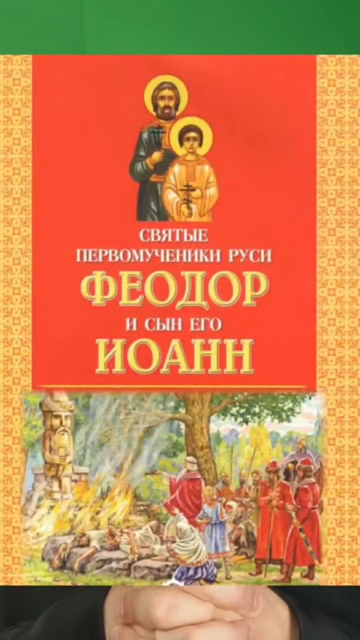 СВЯТЫЕ
ПЕРВОМУЧЕНИКИ РУСИ
ФЕОДОР
И СЫН ЕГО
ИОАНН